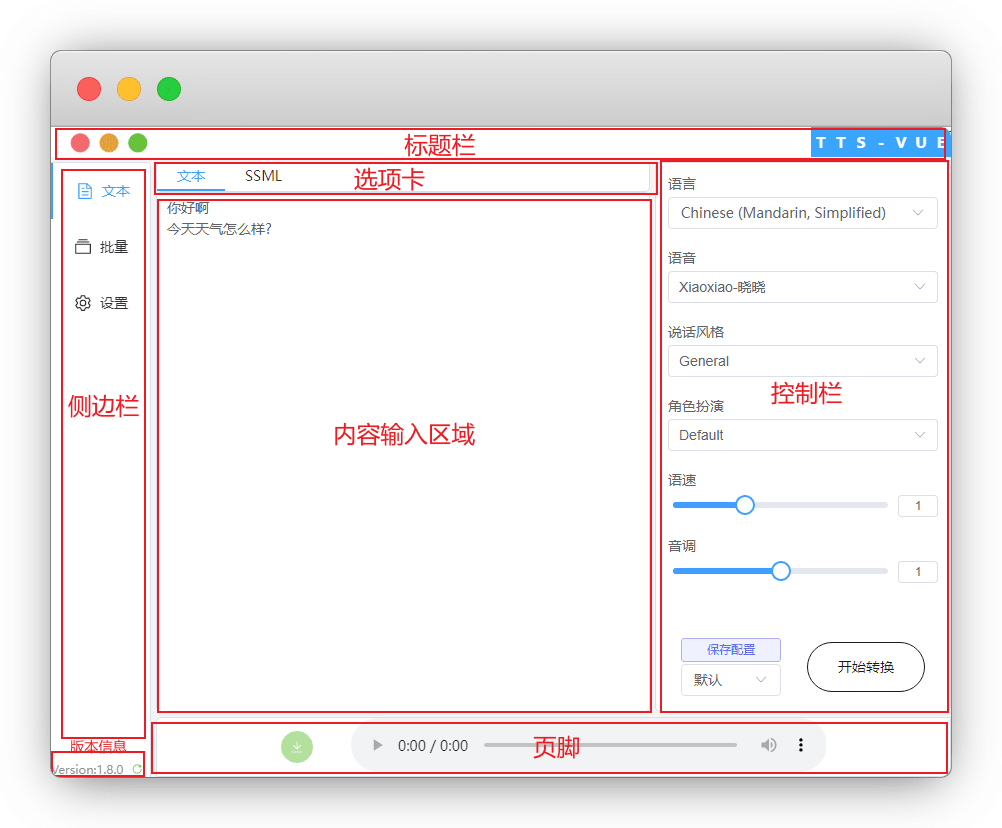 标题栏
TTS-VUE
文本
批量
设置
侧边栏
版本信息
Version:1.8.0
文本
SSML
选项卡
你好啊
今天天气怎么样?
内容输入区域
语言
Chinese (Mandarin, Simplified)
语音
Xiaoxiao-晓晓
说话风格
General
控制栏
角色扮演
Default
语速
1
音调
1
保存配置
默认
开始转换
0:00 / 0:00
页脚